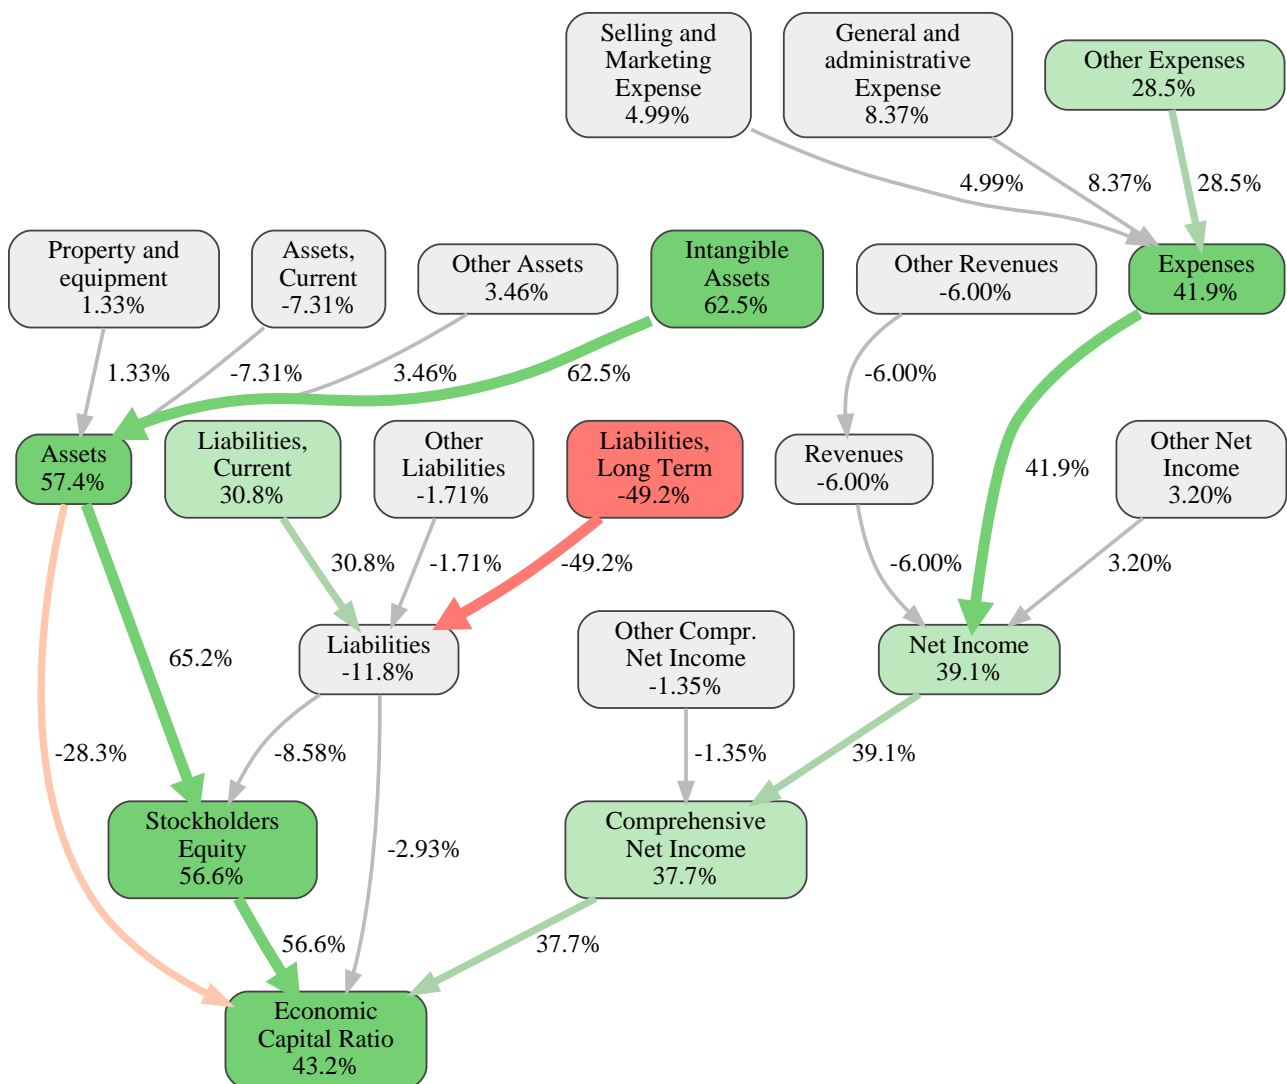 Selling and
Marketing
Expense
4.99%
General and
administrative
Expense
8.37%
Other Expenses
28.5%
4.99%
8.37%
28.5%
Property and
equipment
1.33%
Assets,
Current
-7.31%
Other Assets
3.46%
Intangible
Assets
62.5%
Other Revenues
-6.00%
Expenses
41.9%
1.33%
-7.31%
3.46%
62.5%
-6.00%
41.9%
Assets
57.4%
Liabilities,
Current
30.8%
Other
Liabilities
-1.71%
Liabilities,
Long Term
-49.2%
Revenues
-6.00%
Other Net
Income
3.20%
30.8%
-1.71%
-49.2%
-6.00%
3.20%
65.2%
Liabilities
-11.8%
Other Compr.
Net Income
-1.35%
Net Income
39.1%
-28.3%
-8.58%
-1.35%
39.1%
Stockholders
Equity
56.6%
-2.93%
Comprehensive
Net Income
37.7%
56.6%
37.7%
Economic
Capital Ratio
43.2%